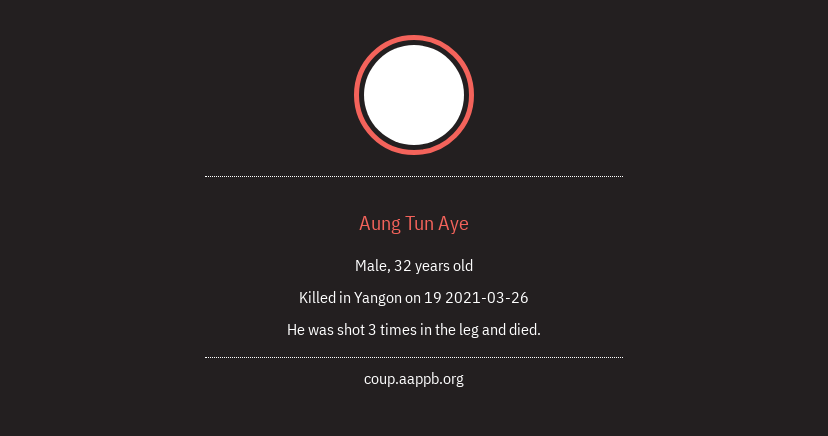 Aung Tun Aye
Male, 32 years old
Killed in Yangon on 19 2021-03-26
He was shot 3 times in the leg and died.
coup.aappb.org